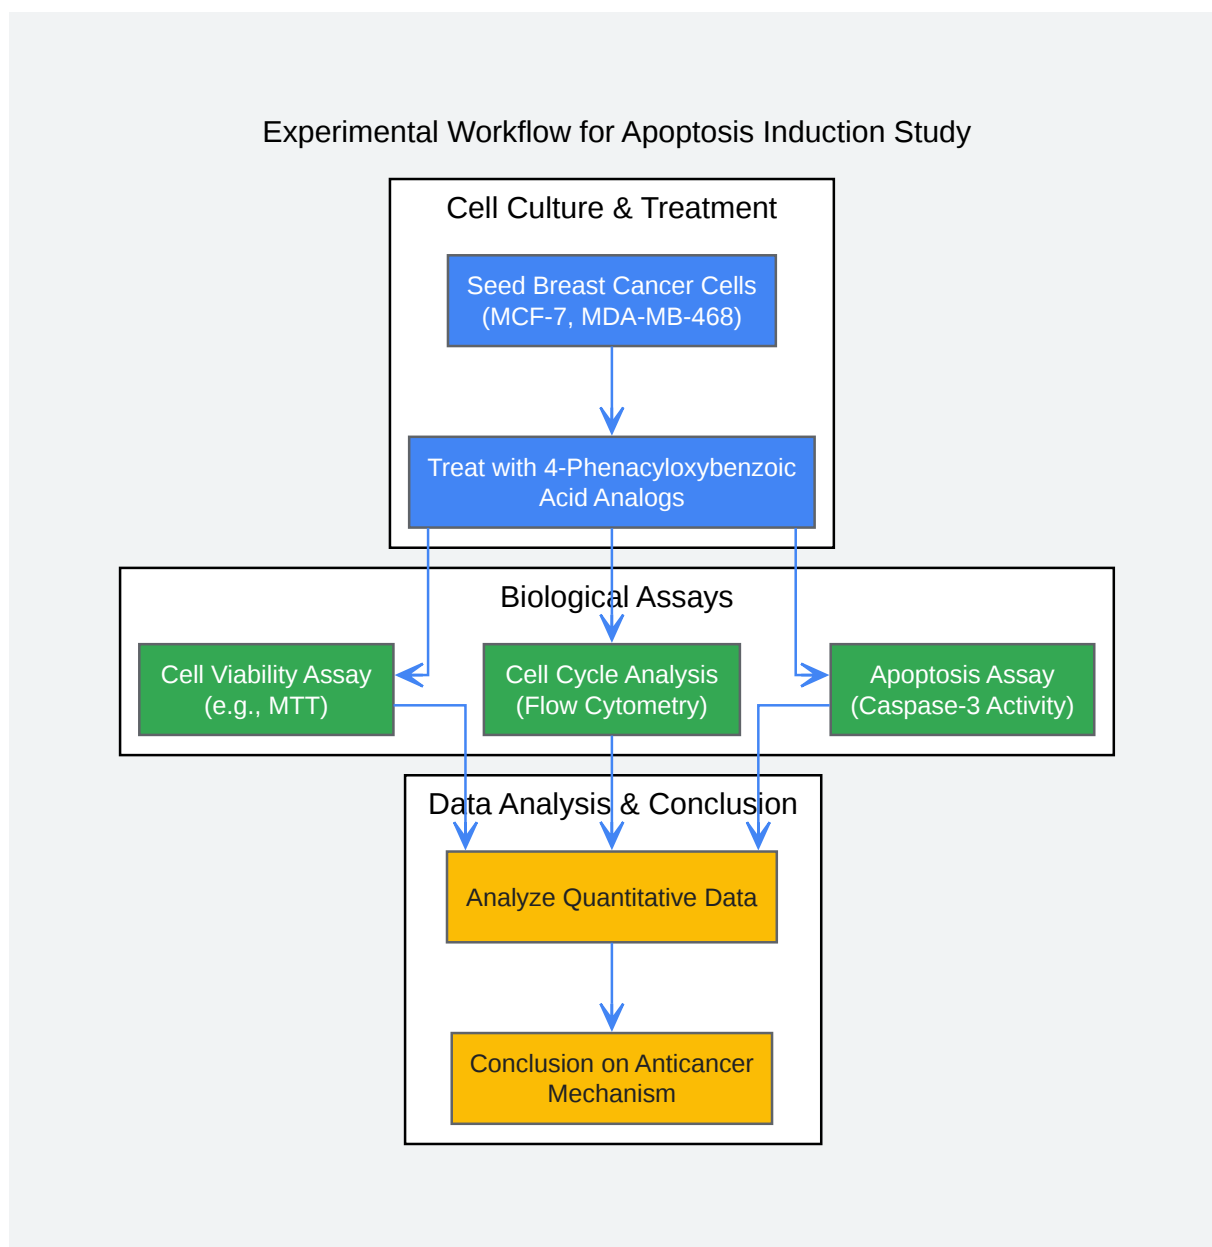 Experimental Workflow for Apoptosis Induction Study
Cell Culture & Treatment
Seed Breast Cancer Cells
(MCF-7, MDA-MB-468)
Treat with 4-Phenacyloxybenzoic
Acid Analogs
Biological Assays
Cell Viability Assay
(e.g., MTT)
Cell Cycle Analysis
(Flow Cytometry)
Apoptosis Assay
(Caspase-3 Activity)
Data Analysis & Conclusion
Analyze Quantitative Data
Conclusion on Anticancer
Mechanism